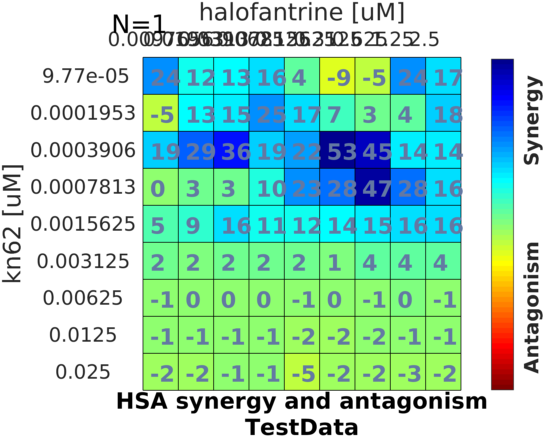 halofantrine [uM]
N=1
2.5
9.77e-05 24 12 13 16 4 -9 -5 24 17
0.0001953 -5 13 15 25 17 7 3 4 18
0.0003906 19 29 36 19 22 53 45 14 14
0.0007813 0 3 3 10 23 28 47 28 16
0.0015625 5 9 16 11 12 14 15 16 16
0.003125 2 2 2 2 2 1 4 4 4
0.00625 -1 0 0 0 -1 0 -1 0 -1
0.0125 -1 -1 -1 -1 -2 -2 -2 -1 -1
0.025 -2 -2 -1 -1 -5 -2 -2 -3 -2
kn62 [uM]
Synergy
Antagonism
HSA synergy and antagonism
TestData